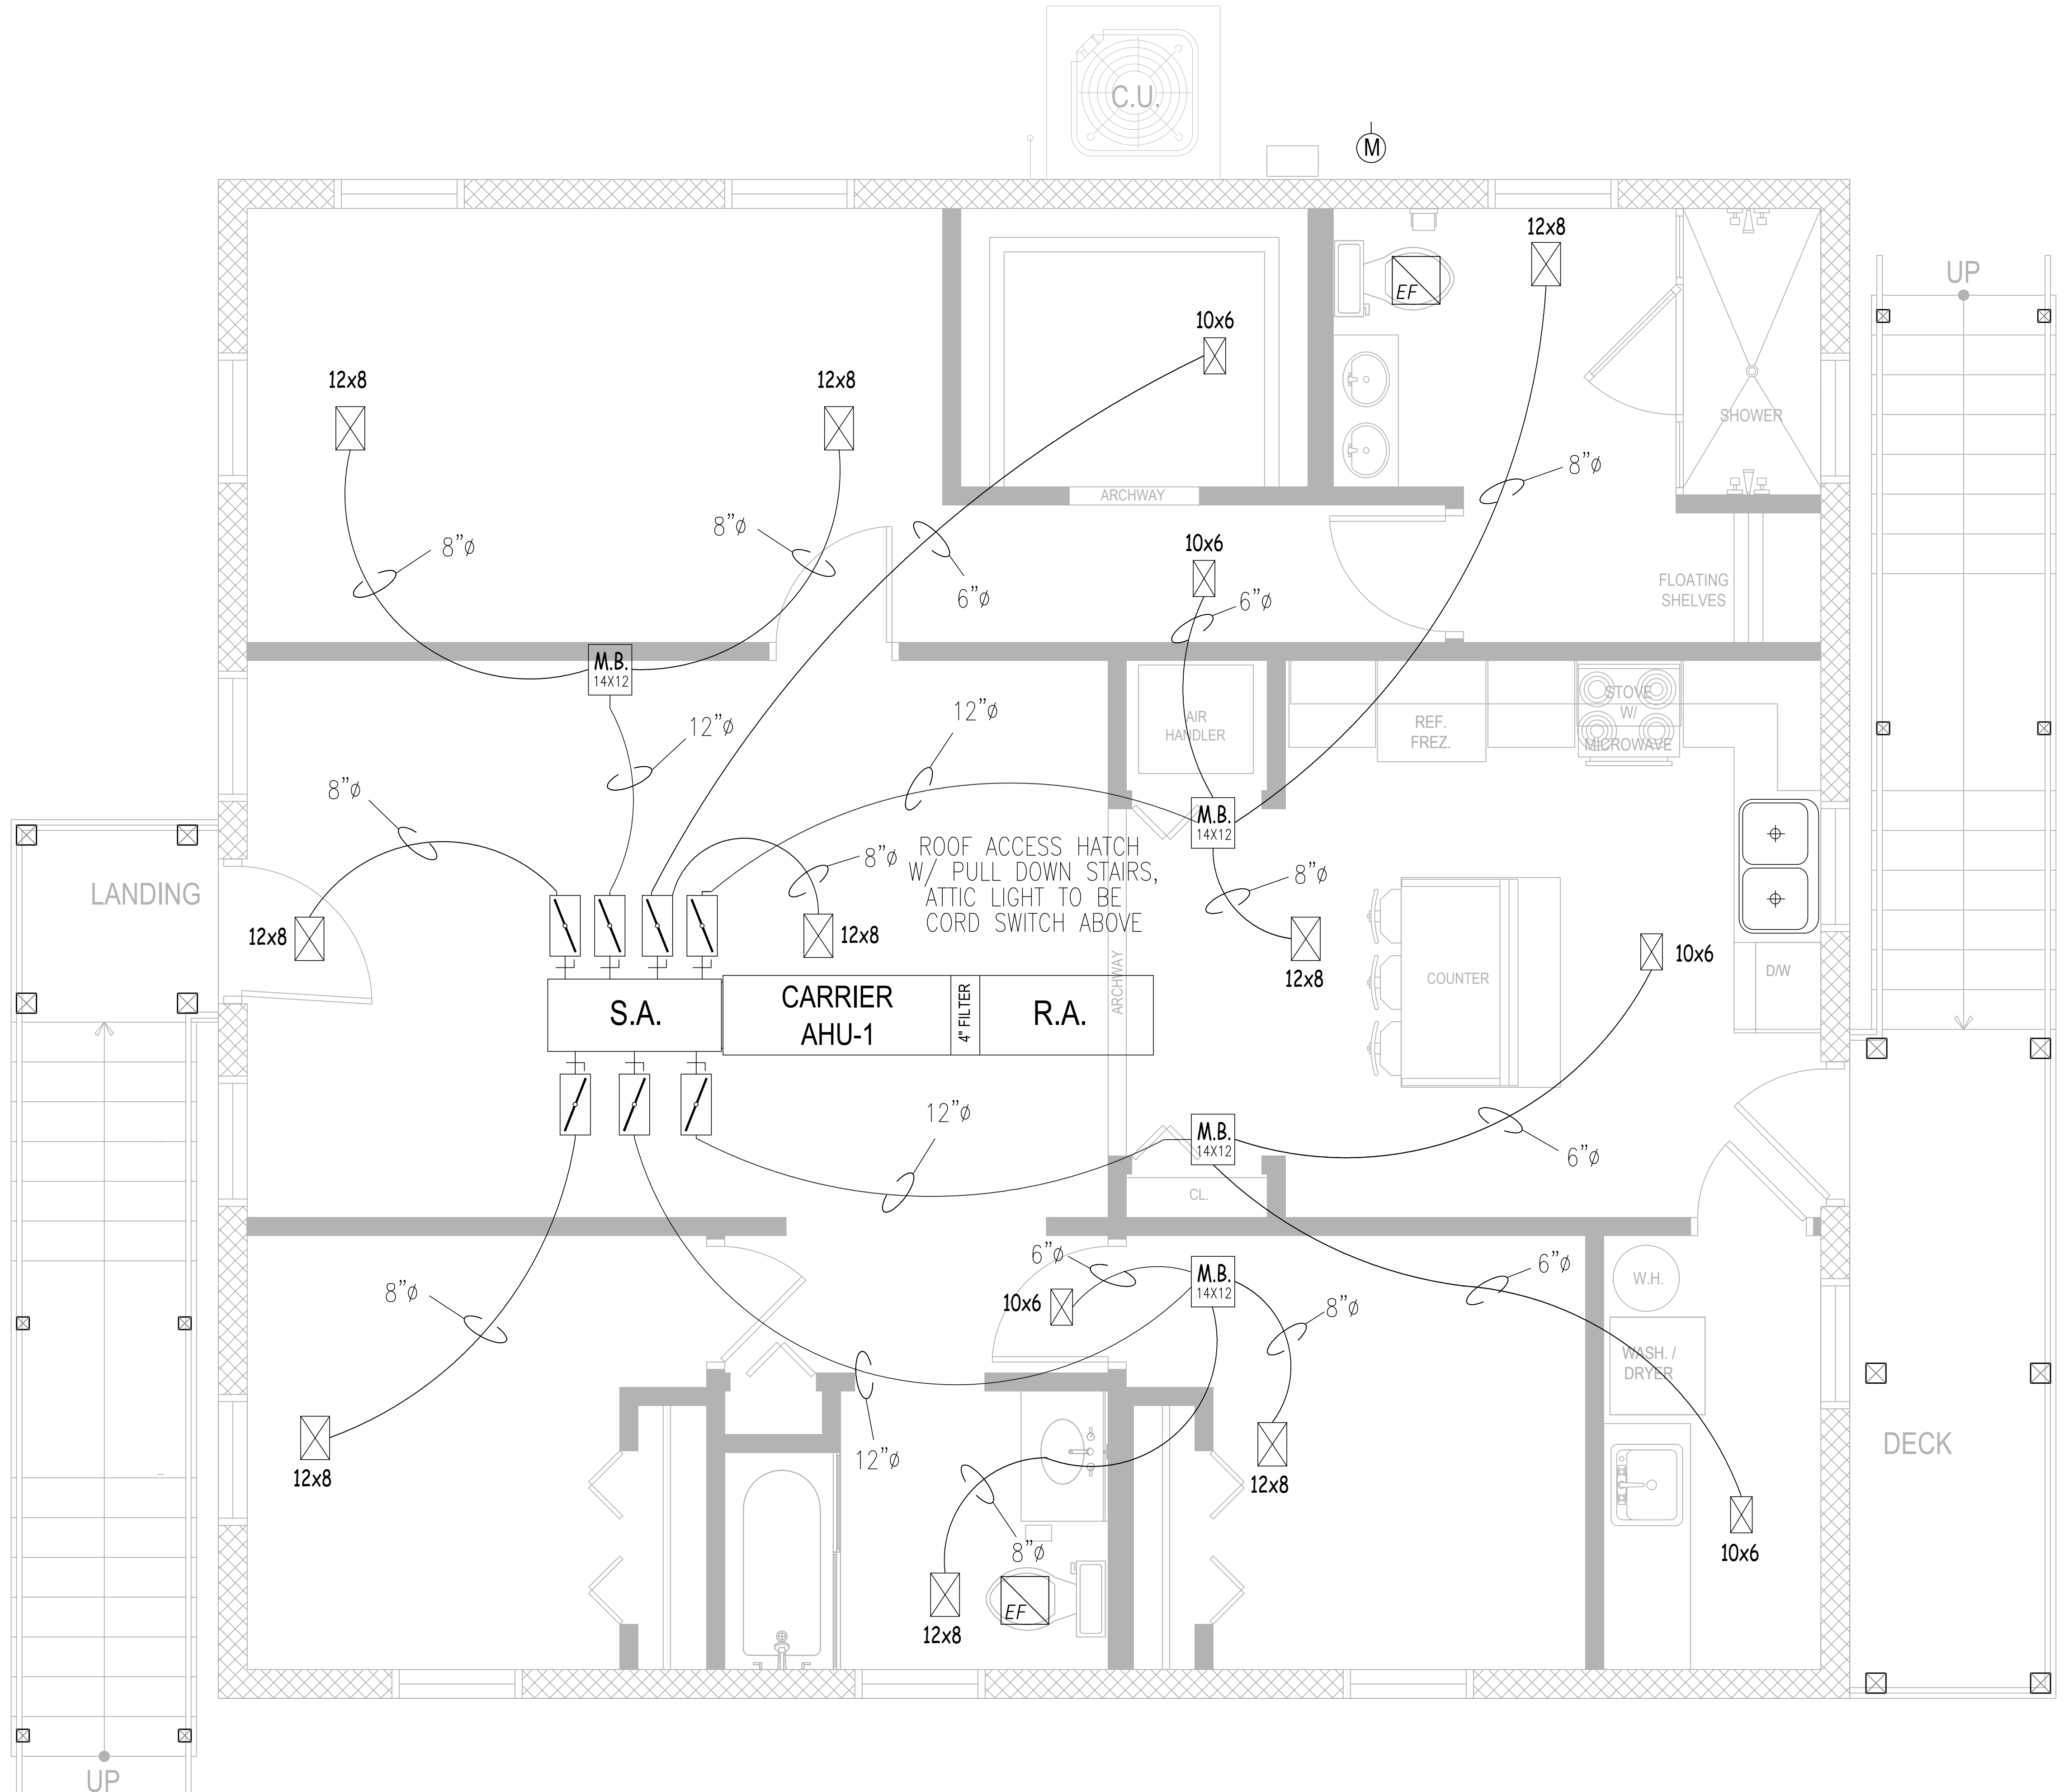 C.U.
M
12x8
UP
EF
10x6
12x8
12x8
SHOWER
8"ø
ARCHWAY
8"ø
8"ø
10x6
6"ø
6"ø
FLOATING
SHELVES
M.B.
14X12
12"ø
12"ø
AIR
HANDLER
REF.
FREZ.
STOVE
W/
MICROWAVE
8"ø
M.B.
14X12
ROOF ACCESS HATCH
W/ PULL DOWN STAIRS,
ATTIC LIGHT TO BE
CORD SWITCH ABOVE
8"ø
8"ø
LANDING
12x8
12x8
12x8
10x6
D/W
COUNTER
ARCHWAY
S.A.
CARRIER
AHU-1
4" FILTER
R.A.
12"ø
M.B.
14X12
6"ø
CL.
6"ø
6"ø
M.B.
14X12
W.H.
8"ø
10x6
8"ø
WASH. /
DRYER
12"ø
DECK
12x8
12x8
8"ø
10x6
EF
12x8
UP